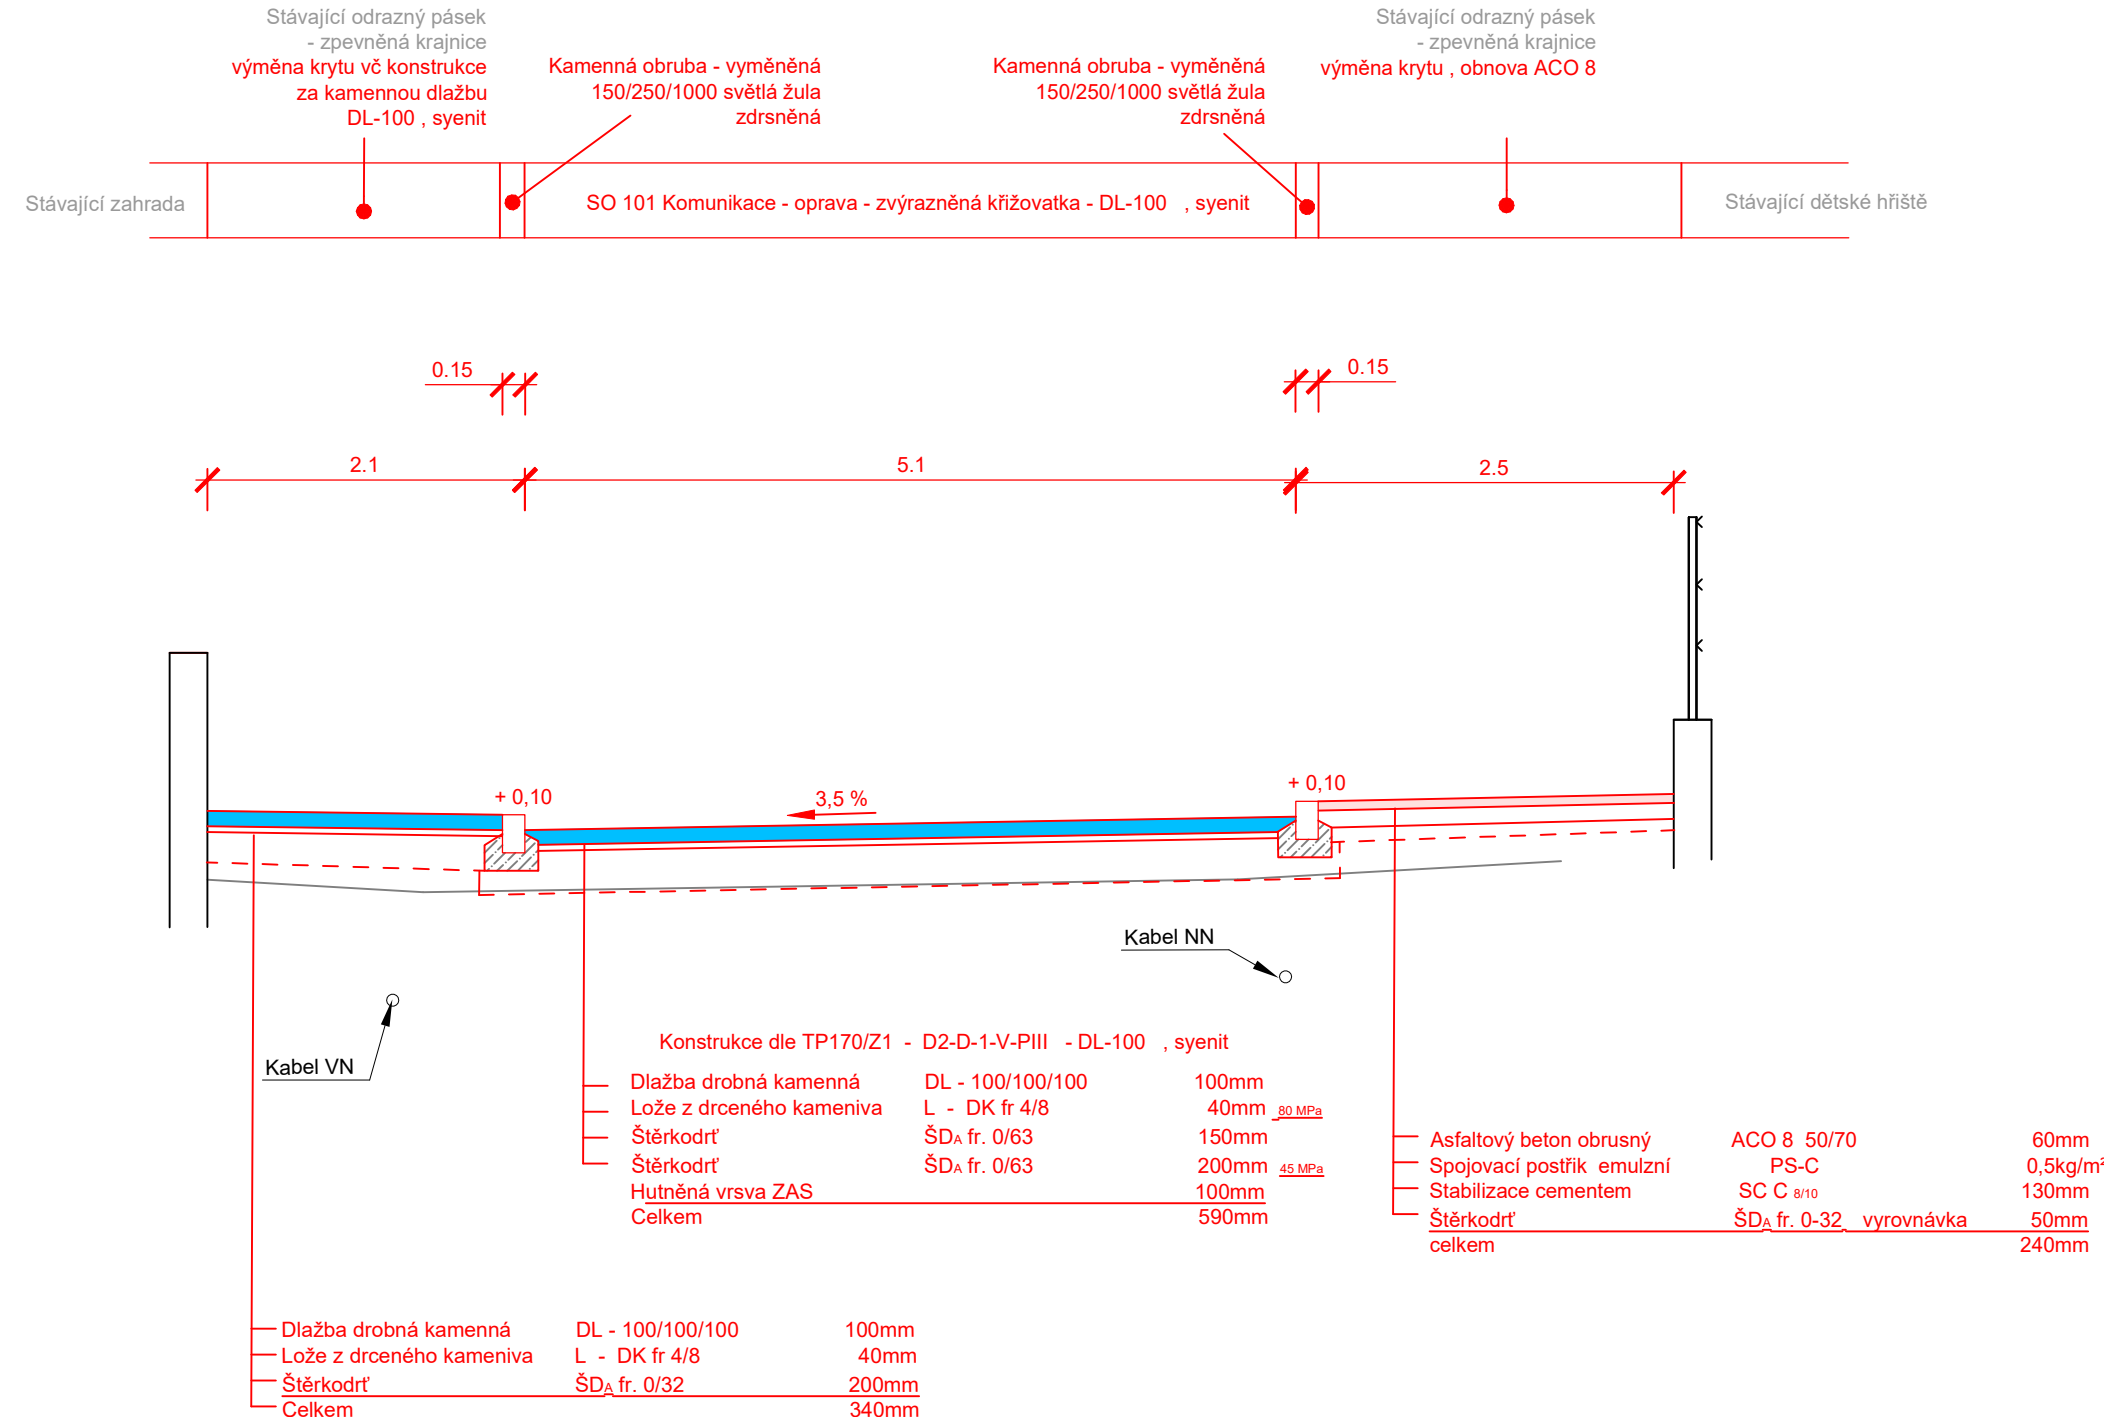 Stávající odrazný pásek
- zpevněná krajnice
výměna krytu vč konstrukce
za kamennou dlažbu
DL-100 , syenit
Kamenná obruba - vyměněná
150/250/1000 světlá žula
zdrsněná
Kamenná obruba - vyměněná
150/250/1000 světlá žula
zdrsněná
Stávající odrazný pásek
- zpevněná krajnice
výměna krytu , obnova ACO 8
Stávající zahrada
SO 101 Komunikace - oprava - zvýrazněná křižovatka - DL-100 , syenit
Stávající dětské hřiště
0.15
0.15
2.1
5.1
2.5
+ 0,10
3,5 %
+ 0,10
Kabel NN
Kabel VN
Konstrukce dle TP170/Z1 - D2-D-1-V-PIII - DL-100 , syenit
Dlažba drobná kamenná DL - 100/100/100 100mm
Lože z drceného kameniva L - DK fr 4/8 40mm 80 MPa
Štěrkodrť ŠDA fr. 0/63 150mm
Štěrkodrť ŠDA fr. 0/63 200mm 45 MPa
Hutněná vrsva ZAS 100mm
Celkem 590mm
Asfaltový beton obrusný ACO 8 50/70 60mm
Spojovací postřik emulzní PS-C 0,5kg/m²
Stabilizace cementem SC C 8/10 130mm
Štěrkodrť ŠDA fr. 0-32 vyrovnávka 50mm
celkem 240mm
Dlažba drobná kamenná DL - 100/100/100 100mm
Lože z drceného kameniva L - DK fr 4/8 40mm
Štěrkodrť ŠDA fr. 0/32 200mm
Celkem 340mm